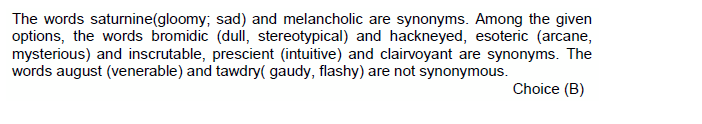 The words saturnine(gloomy; sad) and melancholic are synonyms. Among the given
options, the words bromidic (dull, stereotypical) and hackneyed, esoteric (arcane,
mysterious) and inscrutable, prescient (intuitive) and clairvoyant are synonyms. The
words august (venerable) and tawdry( gaudy, flashy) are not synonymous.
Choice (B)